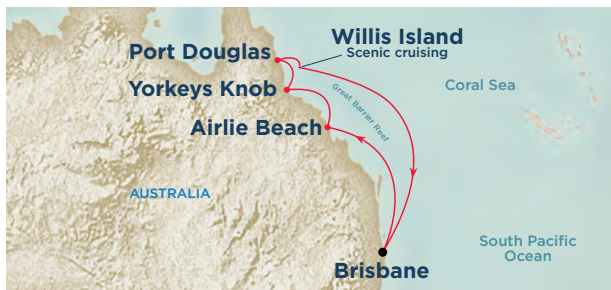 Willis Island
Scenic cruising
Port Douglas
Yorkeys Knob
Coral Sea
Great Barrier Reef
Airlie Beach
AUSTRALIA
South Pacific
Ocean
Brisbane